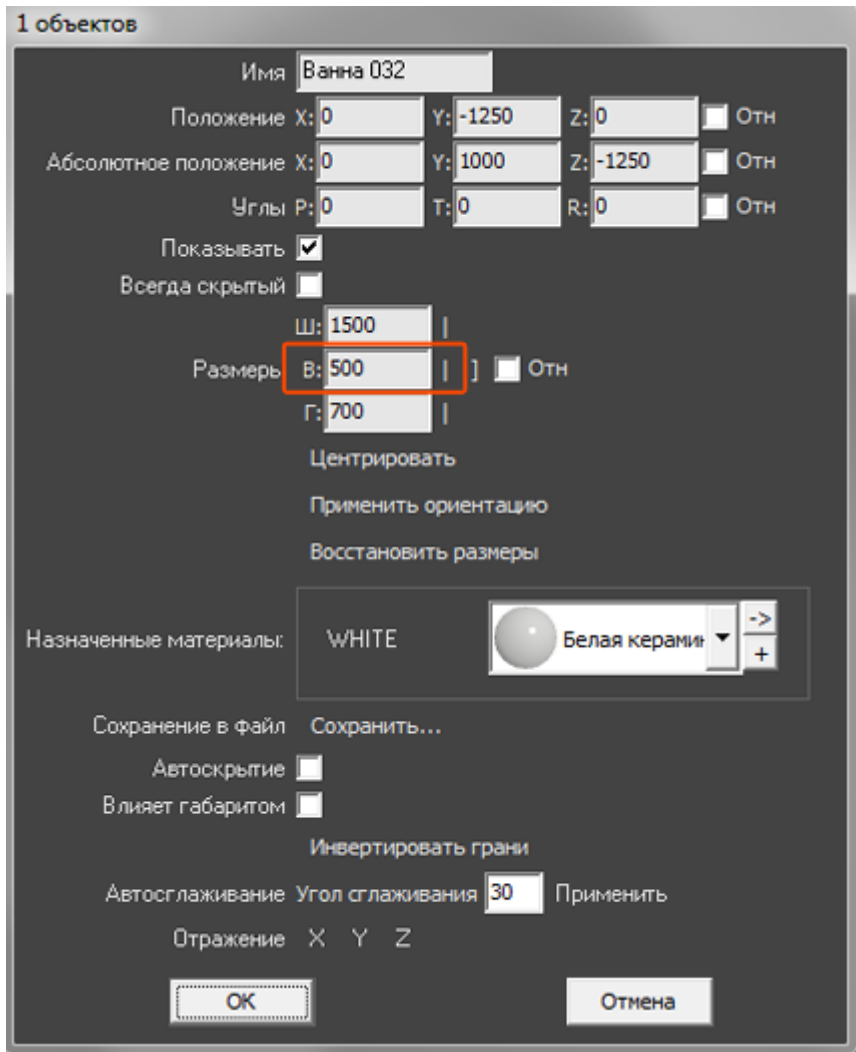 1 объектов
Имя Ванна 032
Положение X: 0 Y: -1250 Z: 0 Отн
Абсолютное положение X: 0 Y: 1000 Z: -1250 Отн
Углы P: 0 T: 0 R: 0 Отн
Показывать
Всегда скрытый
Ш: 1500 |
Размеры В: 500 | ] Отн
Г: 700 |
Центрировать
Применить ориентацию
Восстановить размеры
Назначенные материалы: WHITE Белая керамик -> +
Сохранение в файл Сохранить...
Автоскрытие
Влияет габаритом
Инвертировать грани
Автосглаживание Угол сглаживания 30 Применить
Отражение X Y Z
OK Отмена